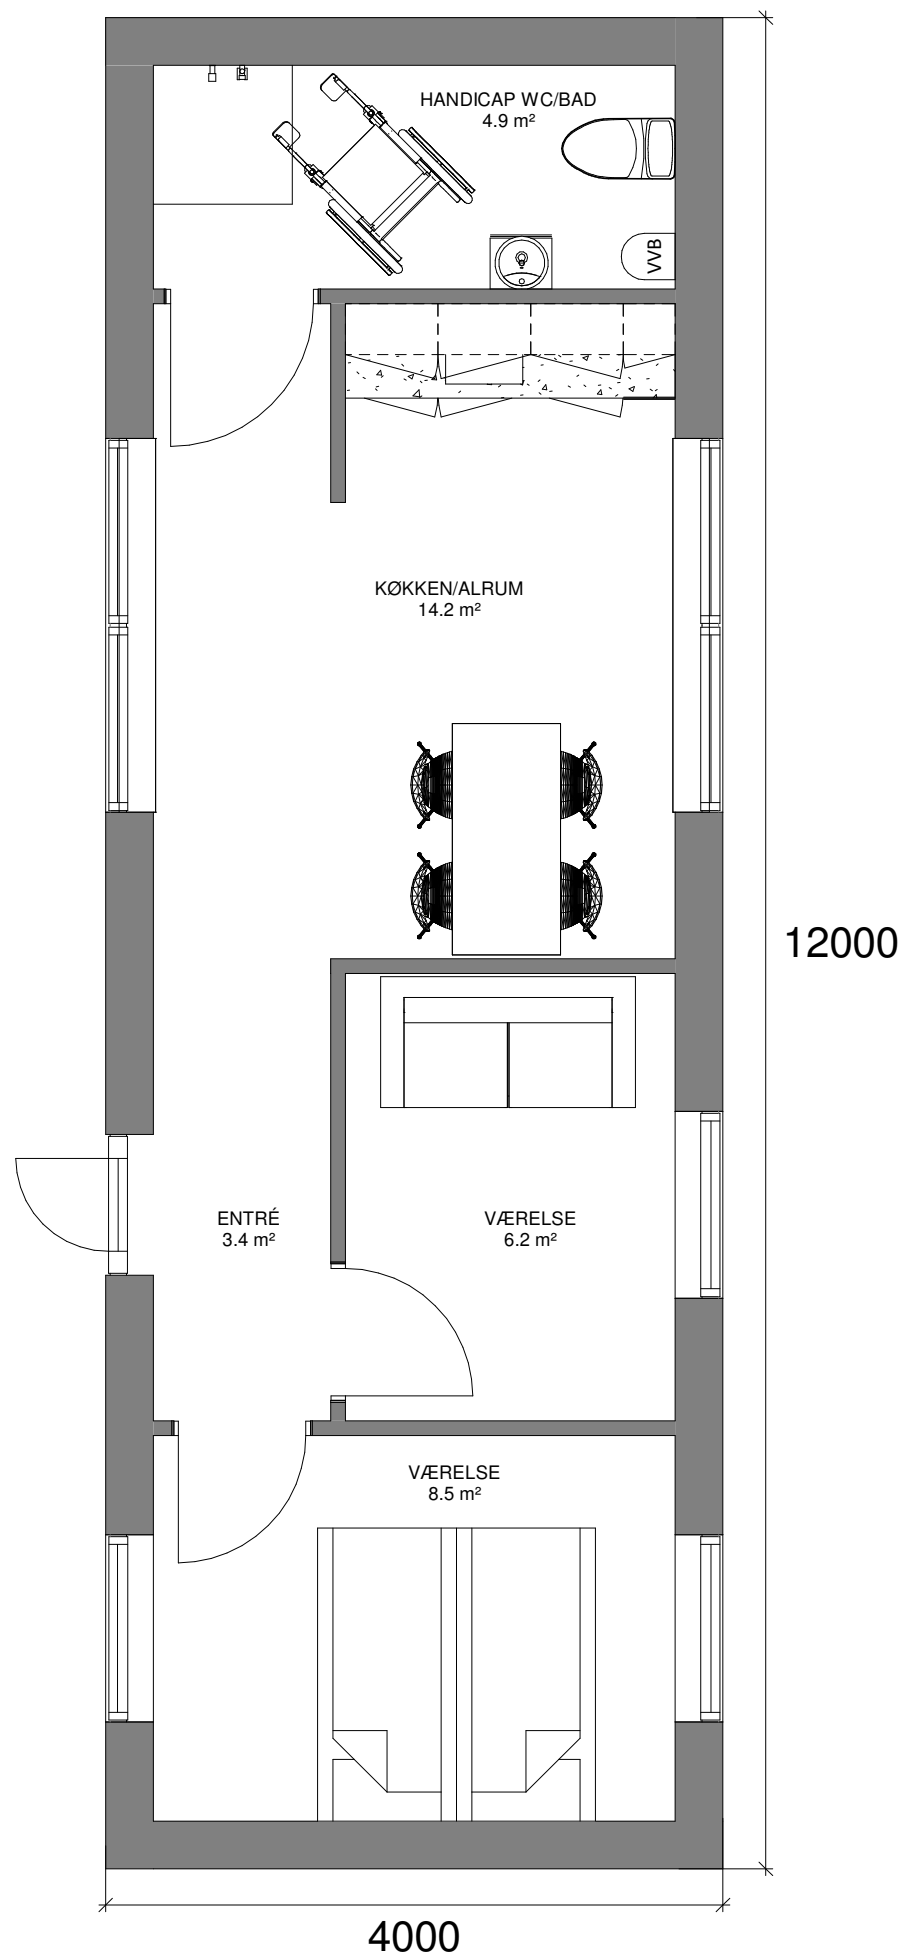 HANDICAP WC/BAD
4.9 m²
VVB
KØKKEN/ALRUM
14.2 m²
12000
ENTRÉ
3.4 m²
VÆRELSE
6.2 m²
VÆRELSE
8.5 m²
4000